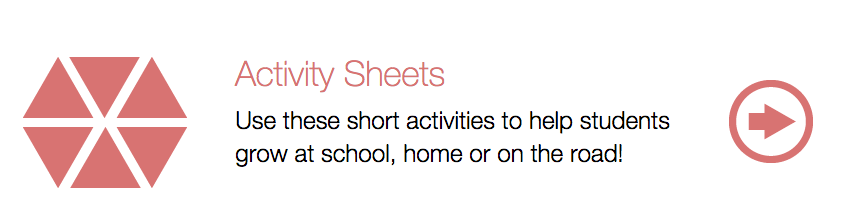 Activity Sheets
Use these short activities to help students
grow at school, home or on the road!